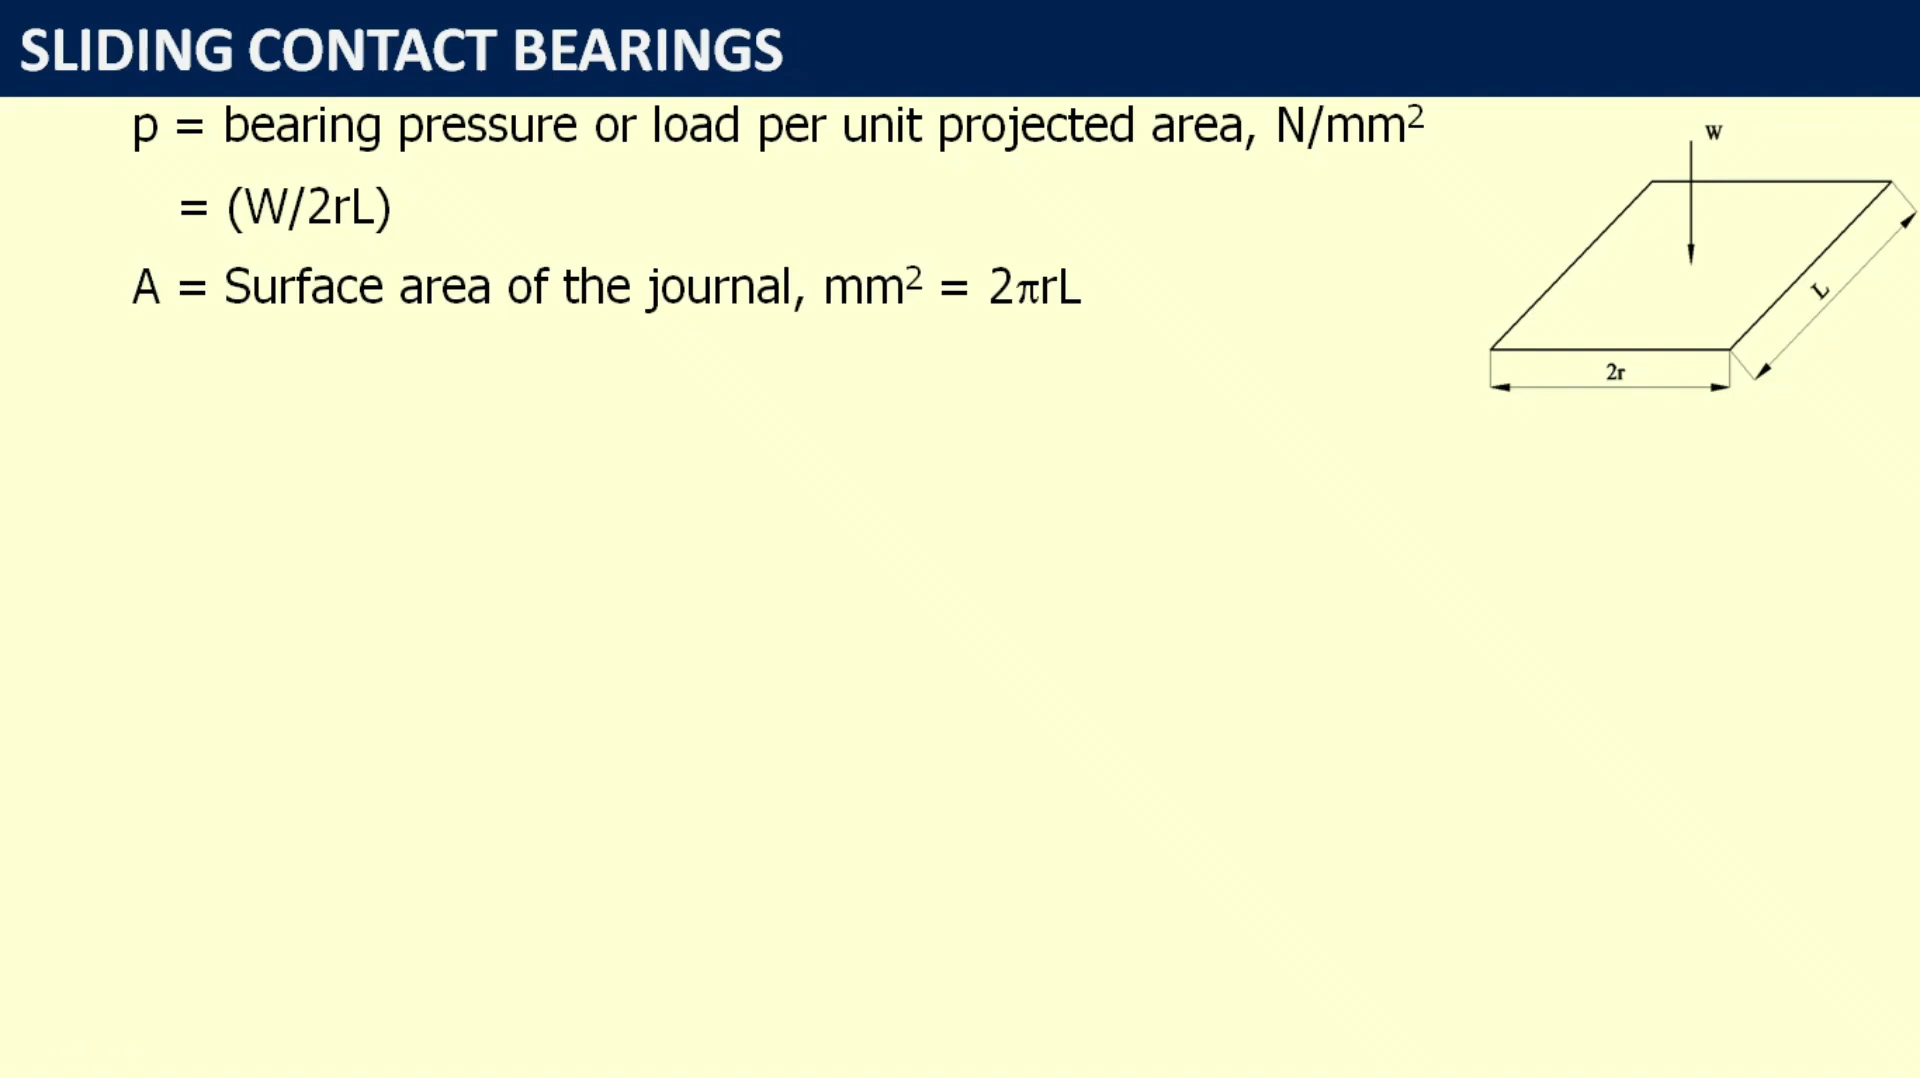 SLIDING CONTACT BEARINGS
p = bearing pressure or load per unit projected area, N/mm²
= (W/2rL)
A = Surface area of the journal, mm² = 2πrL
W
L
2r